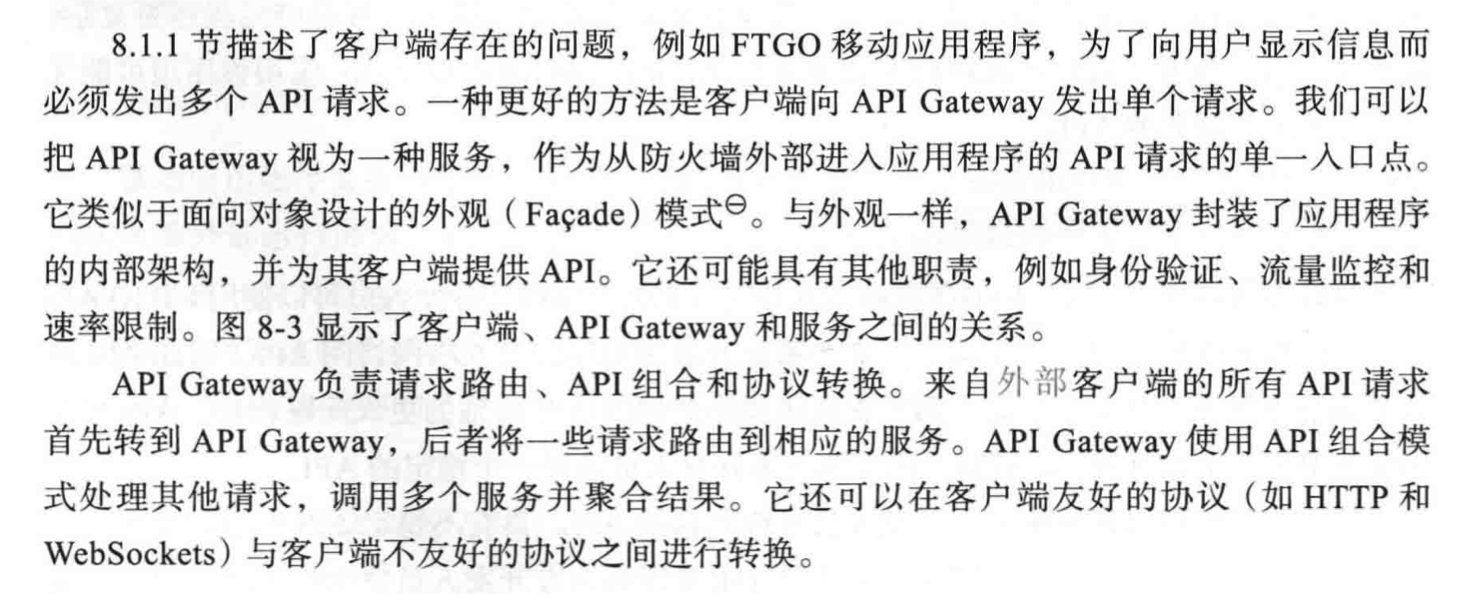 8.1.1 节描述了客户端存在的问题，例如 FTGO 移动应用程序，为了向用户显示信息而
必须发出多个 API 请求。一种更好的方法是客户端向 API Gateway 发出单个请求。我们可以
把 API Gateway 视为一种服务，作为从防火墙外部进入应用程序的 API 请求的单一入口点。
它类似于面向对象设计的外观（Façade）模式㊀。与外观一样，API Gateway 封装了应用程序
的内部架构，并为其客户端提供 API。它还可能具有其他职责，例如身份验证、流量监控和
速率限制。图 8-3 显示了客户端、API Gateway 和服务之间的关系。
API Gateway 负责请求路由、API 组合和协议转换。来自外部客户端的所有 API 请求
首先转到 API Gateway，后者将一些请求路由到相应的服务。API Gateway 使用 API 组合模
式处理其他请求，调用多个服务并聚合结果。它还可以在客户端友好的协议（如 HTTP 和
WebSockets）与客户端不友好的协议之间进行转换。